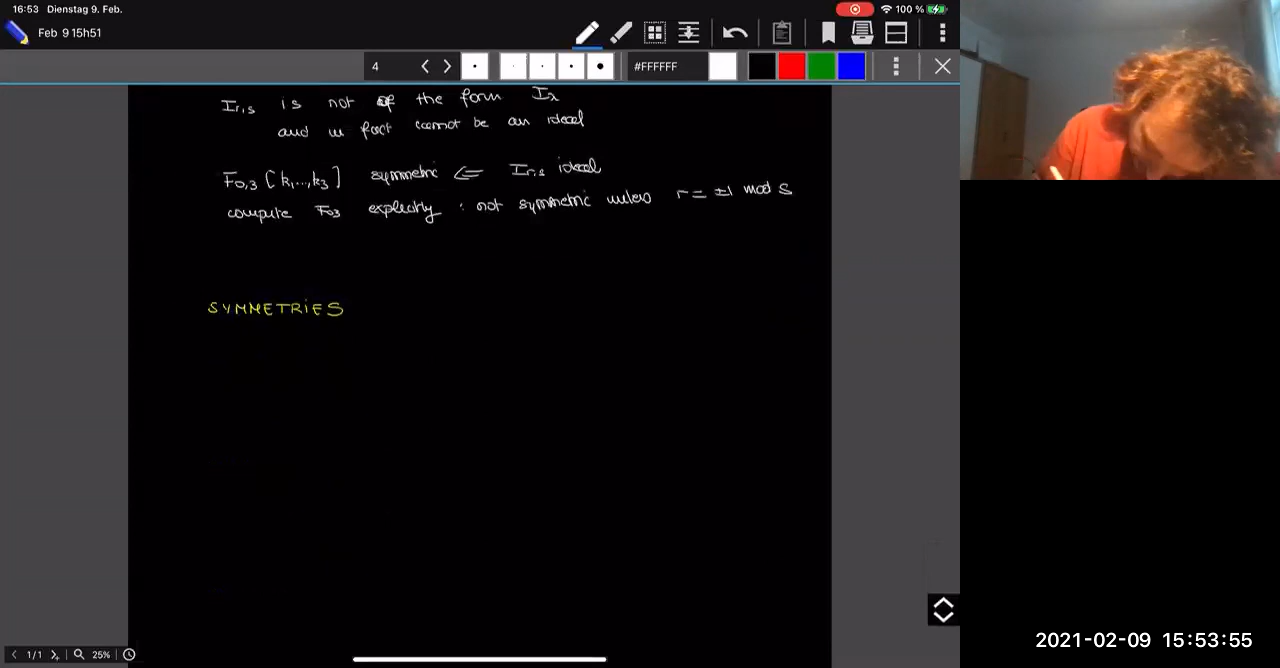 16:53 Dienstag 9. Feb.
100 %
Feb 9 15h51
4
#FFFFFF
Ir,s is not of the form Iλ
and in fact cannot be an ideal
F0,3 [k1,...,k3] symmetric ⇐ Ir,s ideal
compute F03 explicitly : not symmetric unless r = ±1 mod s
SYMMETRIES
1/1
25%
2021-02-09 15:53:55